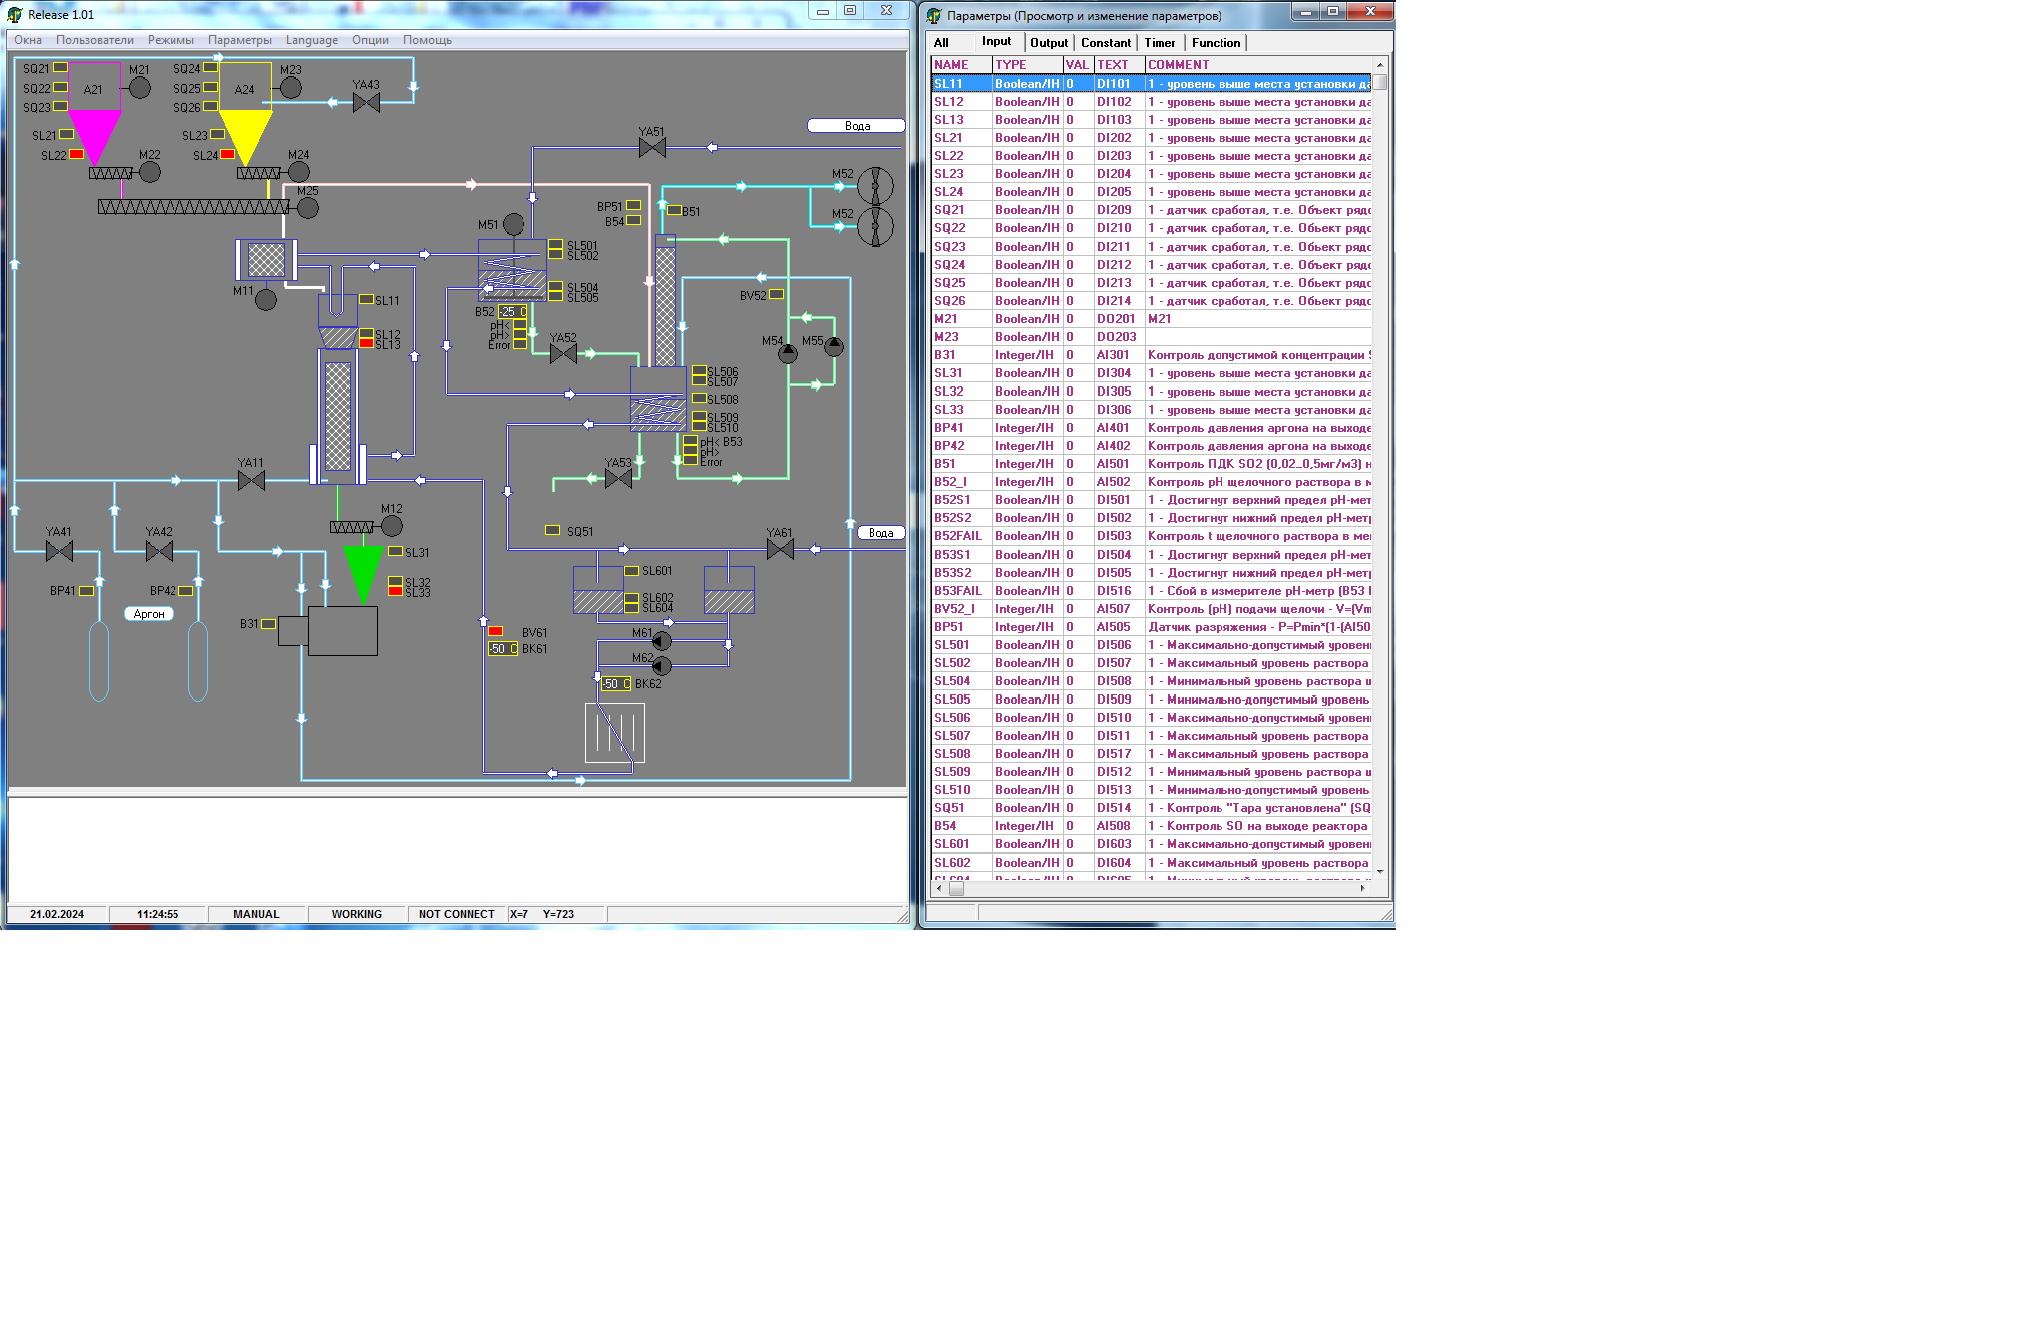 Release 1.01
Окна Пользователи Режимы Параметры Language Опции Помощь
SQ21
SQ22
SQ23
SL21
SL22
A21
M21
M22
SQ24
SQ25
SQ26
SL23
SL24
A24
M23
M24
M25
YA43
YA51
Вода
M52
M52
BP51
B54
B51
M51
SL501
SL502
SL504
SL505
B52 -25 C
pH<
pH>
Error
YA52
BV52
M54
M55
M11
SL11
SL12
SL13
SL506
SL507
SL508
SL509
SL510
pH< B53
pH>
Error
YA53
YA11
M12
SQ51
YA61
Вода
YA41
YA42
BP41
BP42
Аргон
SL31
SL32
SL33
B31
BV61
-50 C BK61
SL601
SL602
SL604
M61
M62
-50 C BK62
21.02.2024 11:24:55 MANUAL WORKING NOT CONNECT X=7 Y=723
Параметры (Просмотр и изменение параметров)
All Input Output Constant Timer Function
NAME TYPE VAL TEXT COMMENT
SL11 Boolean/IH 0 DI101 1 - уровень выше места установки да
SL12 Boolean/IH 0 DI102 1 - уровень выше места установки да
SL13 Boolean/IH 0 DI103 1 - уровень выше места установки да
SL21 Boolean/IH 0 DI202 1 - уровень выше места установки да
SL22 Boolean/IH 0 DI203 1 - уровень выше места установки да
SL23 Boolean/IH 0 DI204 1 - уровень выше места установки да
SL24 Boolean/IH 0 DI205 1 - уровень выше места установки да
SQ21 Boolean/IH 0 DI209 1 - датчик сработал, т.е. Объект рядо
SQ22 Boolean/IH 0 DI210 1 - датчик сработал, т.е. Объект рядо
SQ23 Boolean/IH 0 DI211 1 - датчик сработал, т.е. Объект рядо
SQ24 Boolean/IH 0 DI212 1 - датчик сработал, т.е. Объект рядо
SQ25 Boolean/IH 0 DI213 1 - датчик сработал, т.е. Объект рядо
SQ26 Boolean/IH 0 DI214 1 - датчик сработал, т.е. Объект рядо
M21 Boolean/IH 0 DO201 M21
M23 Boolean/IH 0 DO203
B31 Integer/IH 0 AI301 Контроль допустимой концентрации S
SL31 Boolean/IH 0 DI304 1 - уровень выше места установки да
SL32 Boolean/IH 0 DI305 1 - уровень выше места установки да
SL33 Boolean/IH 0 DI306 1 - уровень выше места установки да
BP41 Integer/IH 0 AI401 Контроль давления аргона на выходе
BP42 Integer/IH 0 AI402 Контроль давления аргона на выходе
B51 Integer/IH 0 AI501 Контроль ПДК SO2 (0,02_0,5мг/м3) н
B52_I Integer/IH 0 AI502 Контроль pH щелочного раствора в м
B52S1 Boolean/IH 0 DI501 1 - Достигнут верхний предел pH-мет
B52S2 Boolean/IH 0 DI502 1 - Достигнут нижний предел pH-метр
B52FAIL Boolean/IH 0 DI503 Контроль t щелочного раствора в ме
B53S1 Boolean/IH 0 DI504 1 - Достигнут верхний предел pH-мет
B53S2 Boolean/IH 0 DI505 1 - Достигнут нижний предел pH-метр
B53FAIL Boolean/IH 0 DI516 1 - Сбой в измерителе pH-метр (B53
BV52_I Integer/IH 0 AI507 Контроль (pH) подачи щелочи - V=(Vm
BP51 Integer/IH 0 AI505 Датчик разряжения - P=Pmin*(1-(AI50
SL501 Boolean/IH 0 DI506 1 - Максимально-допустимый уровен
SL502 Boolean/IH 0 DI507 1 - Максимальный уровень раствора
SL504 Boolean/IH 0 DI508 1 - Минимальный уровень раствора щ
SL505 Boolean/IH 0 DI509 1 - Минимально-допустимый уровень
SL506 Boolean/IH 0 DI510 1 - Максимально-допустимый уровен
SL507 Boolean/IH 0 DI511 1 - Максимальный уровень раствора
SL508 Boolean/IH 0 DI517 1 - Максимальный уровень раствора
SL509 Boolean/IH 0 DI512 1 - Минимальный уровень раствора щ
SL510 Boolean/IH 0 DI513 1 - Минимально-допустимый уровень
SQ51 Boolean/IH 0 DI514 1 - Контроль "Тара установлена" (SQ
B54 Integer/IH 0 AI508 1 - Контроль SO на выходе реактора
SL601 Boolean/IH 0 DI603 1 - Максимально-допустимый уровен
SL602 Boolean/IH 0 DI604 1 - Максимальный уровень раствора